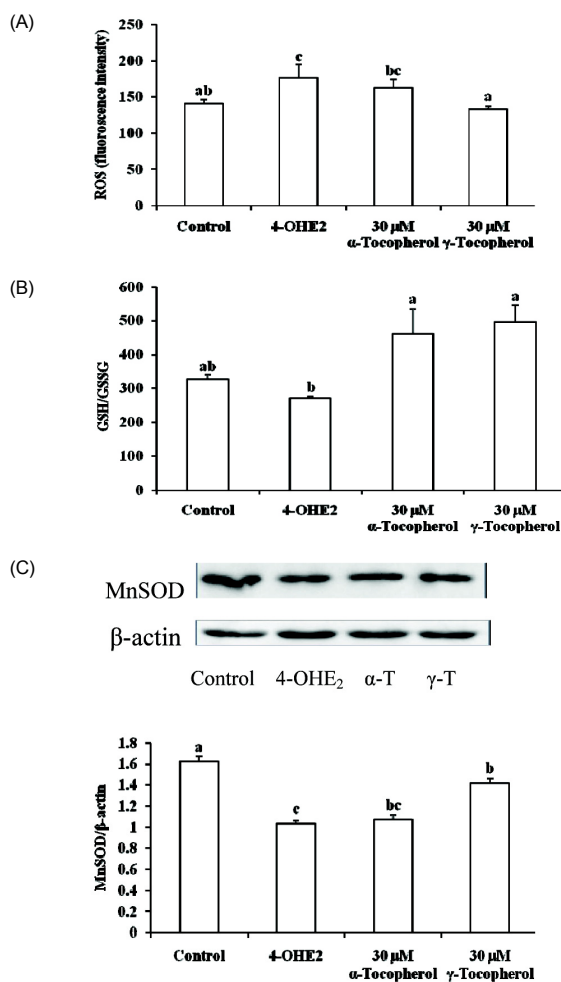 (A)
ROS (fluoroscence intensity)
250
200
150
100
50
0
ab
c
bc
a
Control
4-OHE2
30 µM
α-Tocopherol
30 µM
γ-Tocopherol
(B)
GSH/GSSG
600
500
400
300
200
100
0
ab
b
a
a
Control
4-OHE2
30 µM
α-Tocopherol
30 µM
γ-Tocopherol
(C)
MnSOD
β-actin
Control 4-OHE₂ α-T γ-T
MnSOD/β-actin
1.8
1.6
1.4
1.2
1
0.8
0.6
0.4
0.2
0
a
c
bc
b
Control
4-OHE2
30 µM
α-Tocopherol
30 µM
γ-Tocopherol